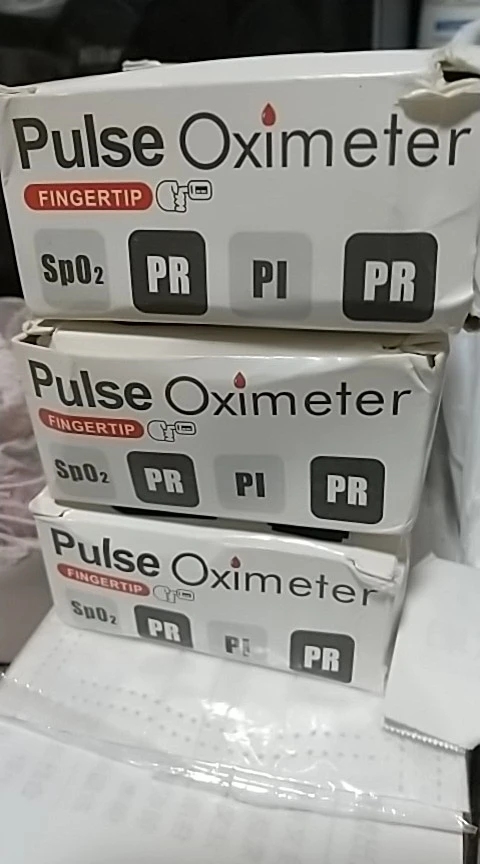 Pulse Oximeter
FINGERTIP
SpO₂ PR PI PR
Pulse Oximeter
FINGERTIP
SpO₂ PR PI PR
Pulse Oximeter
FINGERTIP
SpO₂ PR PI PR